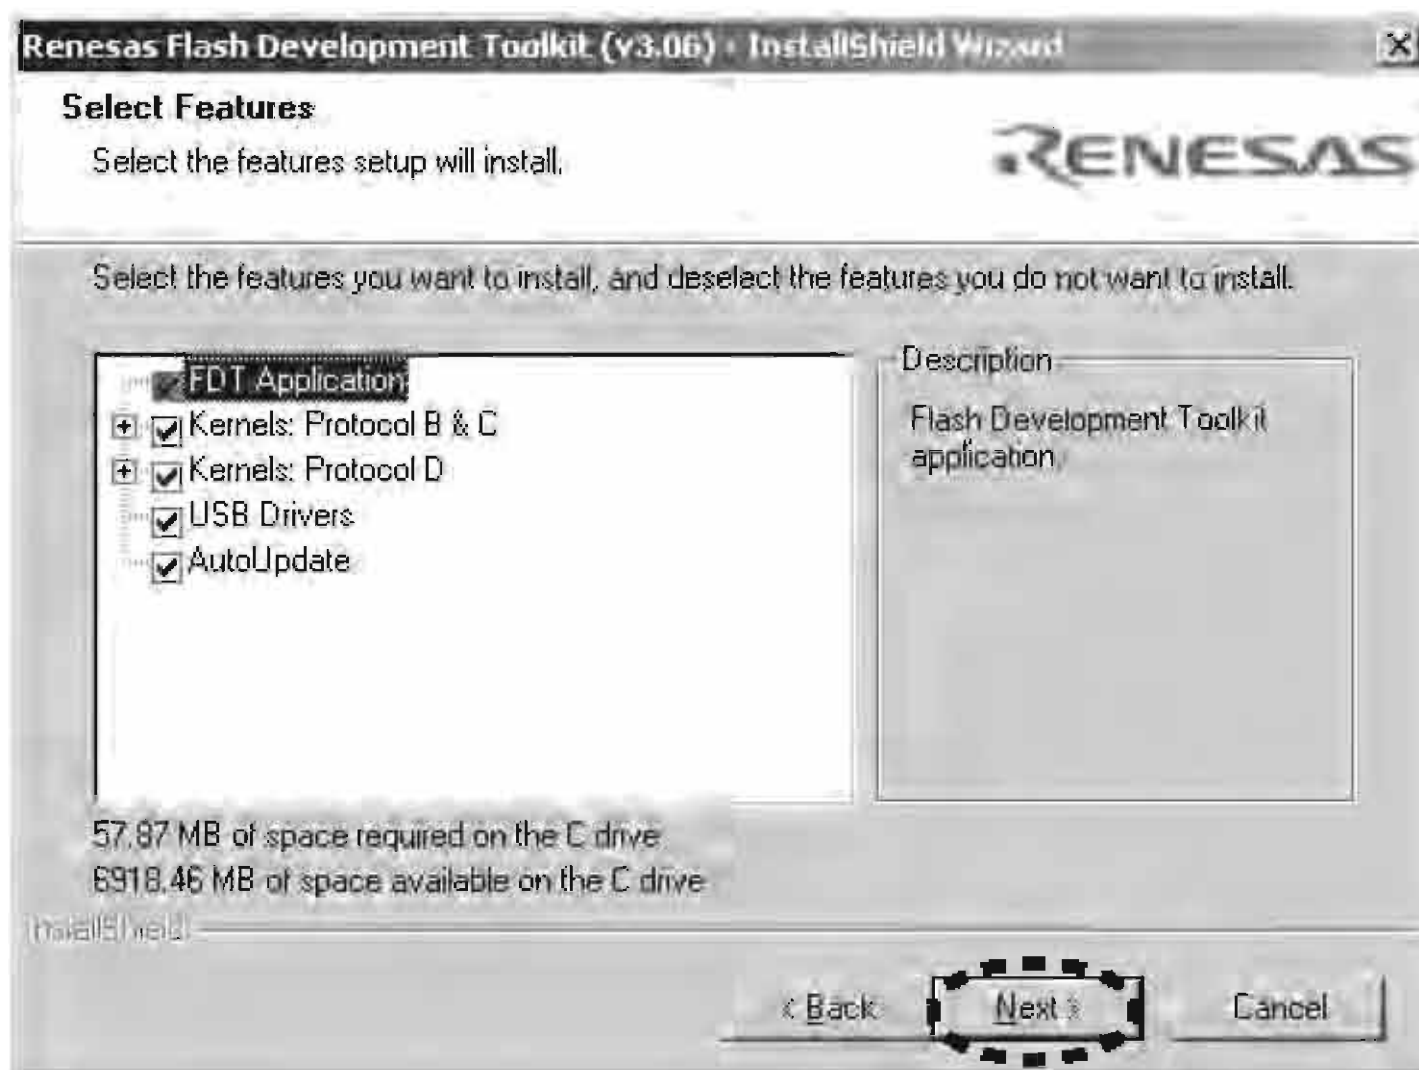 Renesas Flash Development Toolkit (v3.06) - InstallShield Wizard
Select Features
Select the features setup will install.
RENESAS
Select the features you want to install, and deselect the features you do not want to install.
FDT Application
Kernels: Protocol B & C
Kernels: Protocol D
USB Drivers
AutoUpdate
Description
Flash Development Toolkit
application.
57.87 MB of space required on the C drive
6918.46 MB of space available on the C drive
InstallShield
< Back
Next >
Cancel